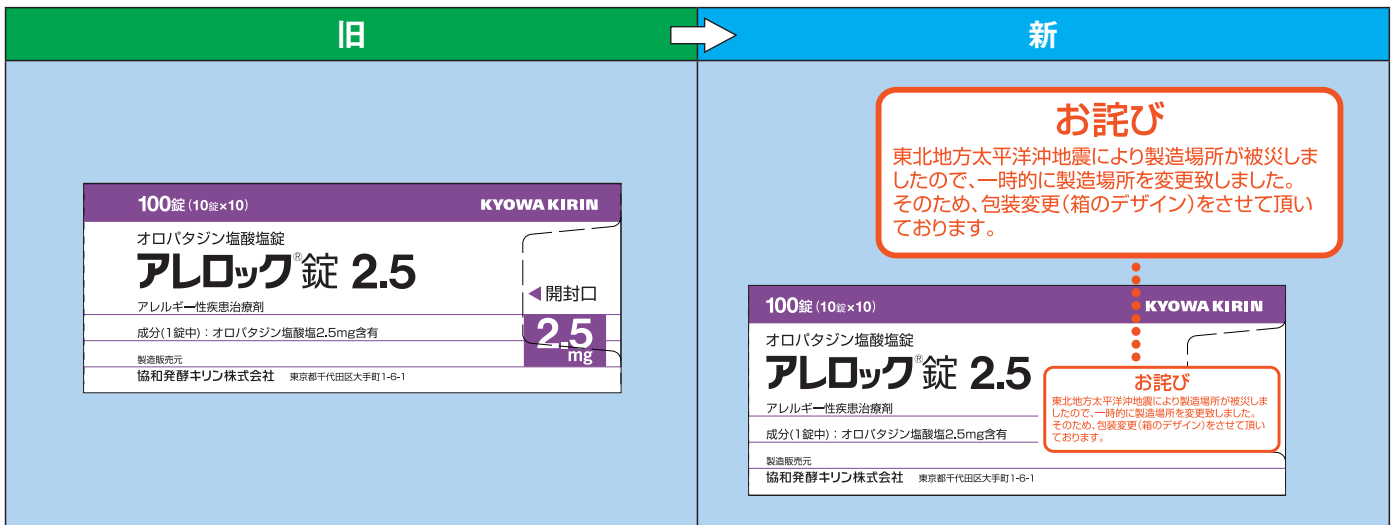 旧
新
100錠(10錠×10)
KYOWA KIRIN
オロパタジン塩酸塩錠
アレロック®錠 2.5
◀開封口
アレルギー性疾患治療剤
成分(1錠中):オロパタジン塩酸塩2.5mg含有
2.5
mg
製造販売元
協和発酵キリン株式会社 東京都千代田区大手町1-6-1
お詫び
東北地方太平洋沖地震により製造場所が被災しま
したので、一時的に製造場所を変更致しました。
そのため、包装変更(箱のデザイン)をさせて頂い
ております。
100錠(10錠×10)
KYOWA KIRIN
オロパタジン塩酸塩錠
アレロック®錠 2.5
アレルギー性疾患治療剤
成分(1錠中):オロパタジン塩酸塩2.5mg含有
お詫び
東北地方太平洋沖地震により製造場所が被災しま
したので、一時的に製造場所を変更致しました。
そのため、包装変更(箱のデザイン)をさせて頂い
ております。
製造販売元
協和発酵キリン株式会社 東京都千代田区大手町1-6-1